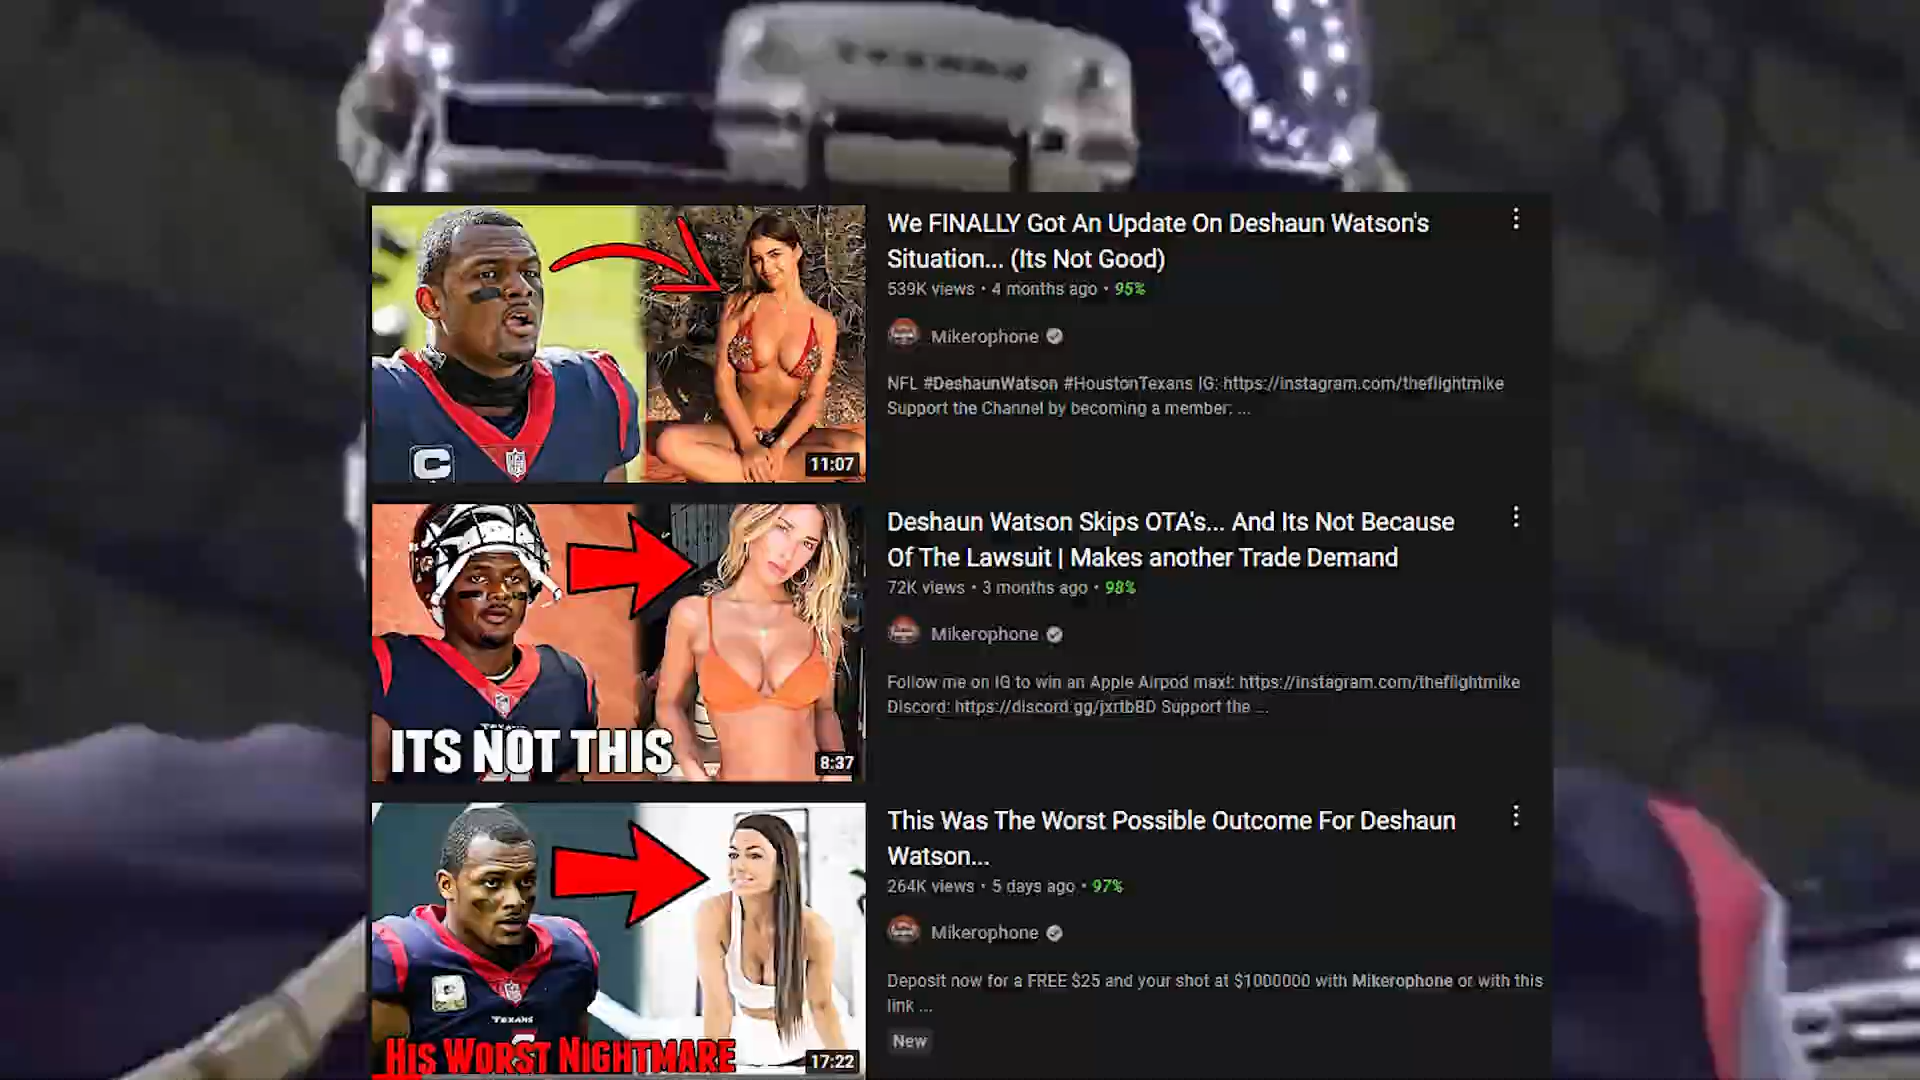 TEXANS
We FINALLY Got An Update On Deshaun Watson's
Situation... (Its Not Good)
539K views • 4 months ago • 95%
Mikerophone
NFL #DeshaunWatson #HoustonTexans IG: https://instagram.com/theflightmike
Support the Channel by becoming a member: ...
C
11:07
Deshaun Watson Skips OTA's... And Its Not Because
Of The Lawsuit | Makes another Trade Demand
72K views • 3 months ago • 98%
Mikerophone
Follow me on IG to win an Apple Airpod max!: https://instagram.com/theflightmike
Discord: https://discord.gg/jxrtbBD Support the ...
TEXANS
ITS NOT THIS
8:37
This Was The Worst Possible Outcome For Deshaun
Watson...
264K views • 5 days ago • 97%
Mikerophone
Deposit now for a FREE $25 and your shot at $1000000 with Mikerophone or with this
link ...
New
TEXANS
HIS WORST NIGHTMARE
17:22